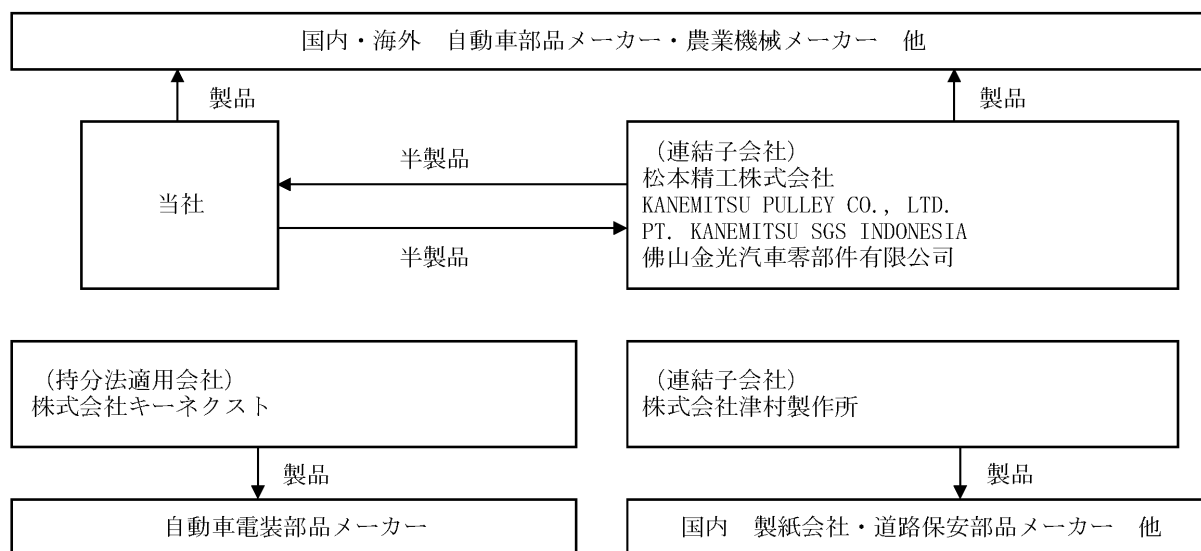 国内・海外　自動車部品メーカー・農業機械メーカー　他
製品
製品
当社
半製品
半製品
（連結子会社）
松本精工株式会社
KANEMITSU PULLEY CO., LTD.
PT. KANEMITSU SGS INDONESIA
佛山金光汽車零部件有限公司
（持分法適用会社）
株式会社キーネクスト
（連結子会社）
株式会社津村製作所
製品
製品
自動車電装部品メーカー
国内　製紙会社・道路保安部品メーカー　他